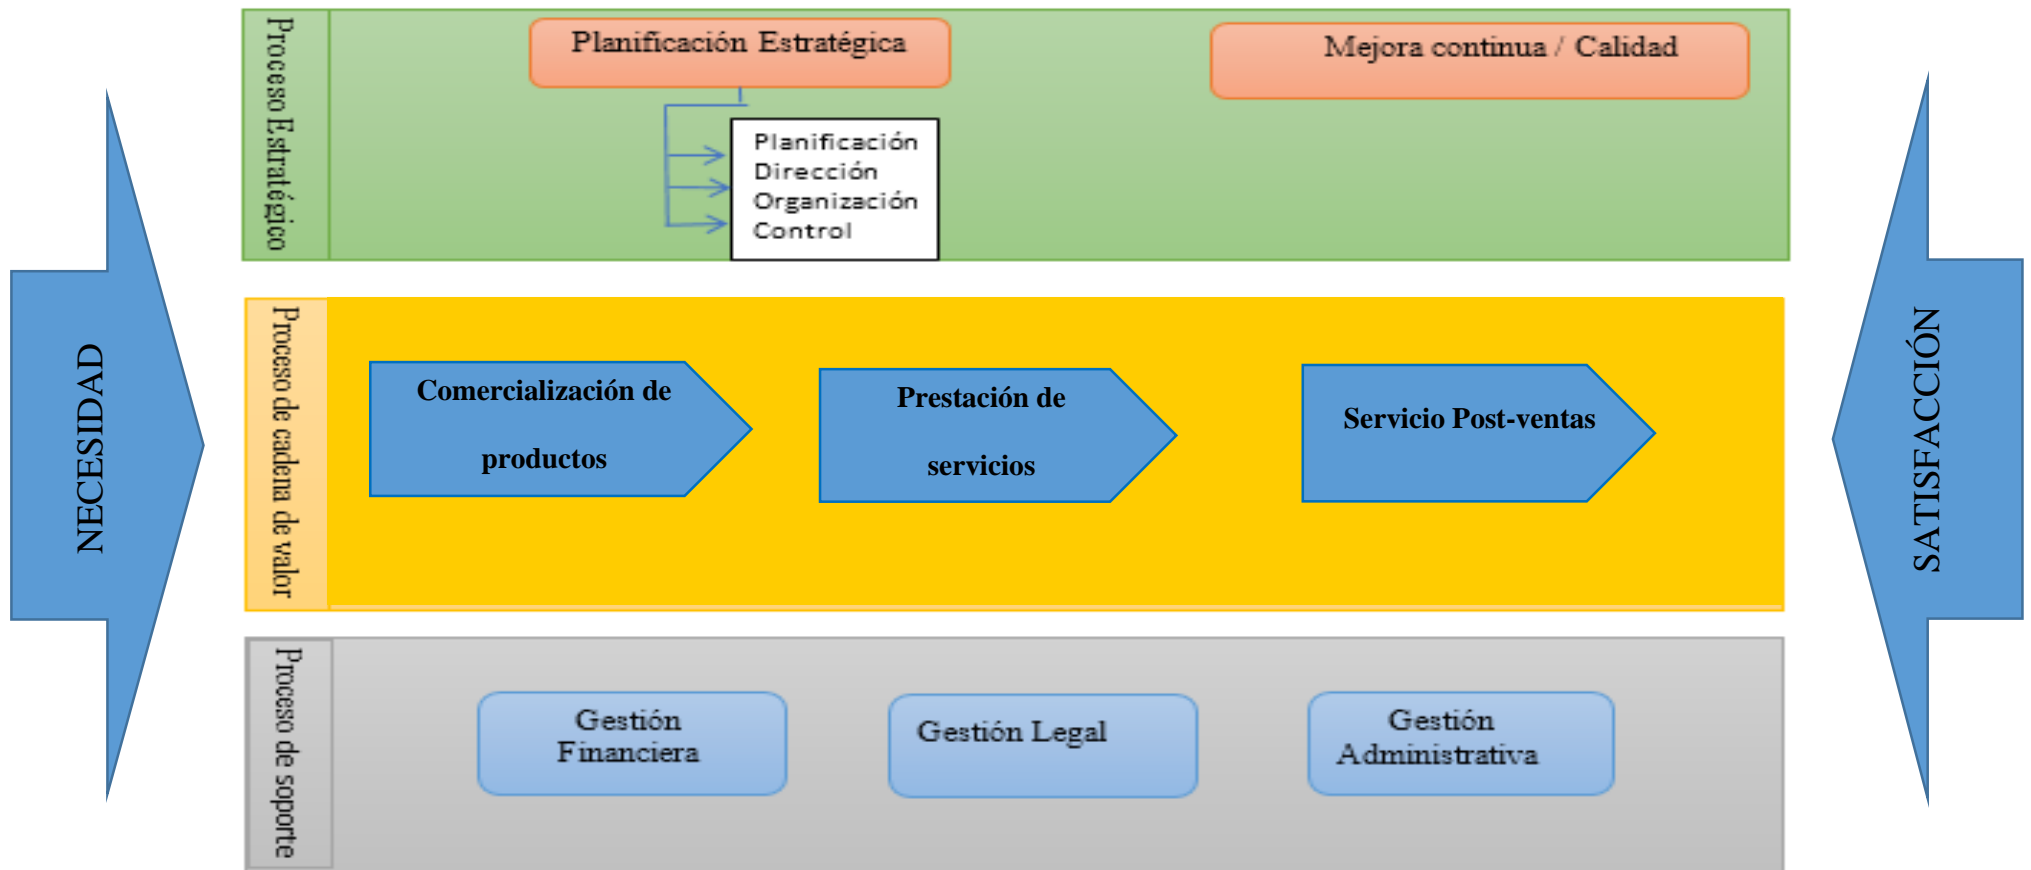 Proceso Estratégico
Planificación Estratégica
Mejora continua / Calidad
Planificación
Dirección
Organización
Control
NECESIDAD
Proceso de cadena de valor
Comercialización de
productos
Prestación de
servicios
Servicio Post-ventas
SATISFACCIÓN
Proceso de soporte
Gestión
Financiera
Gestión Legal
Gestión
Administrativa